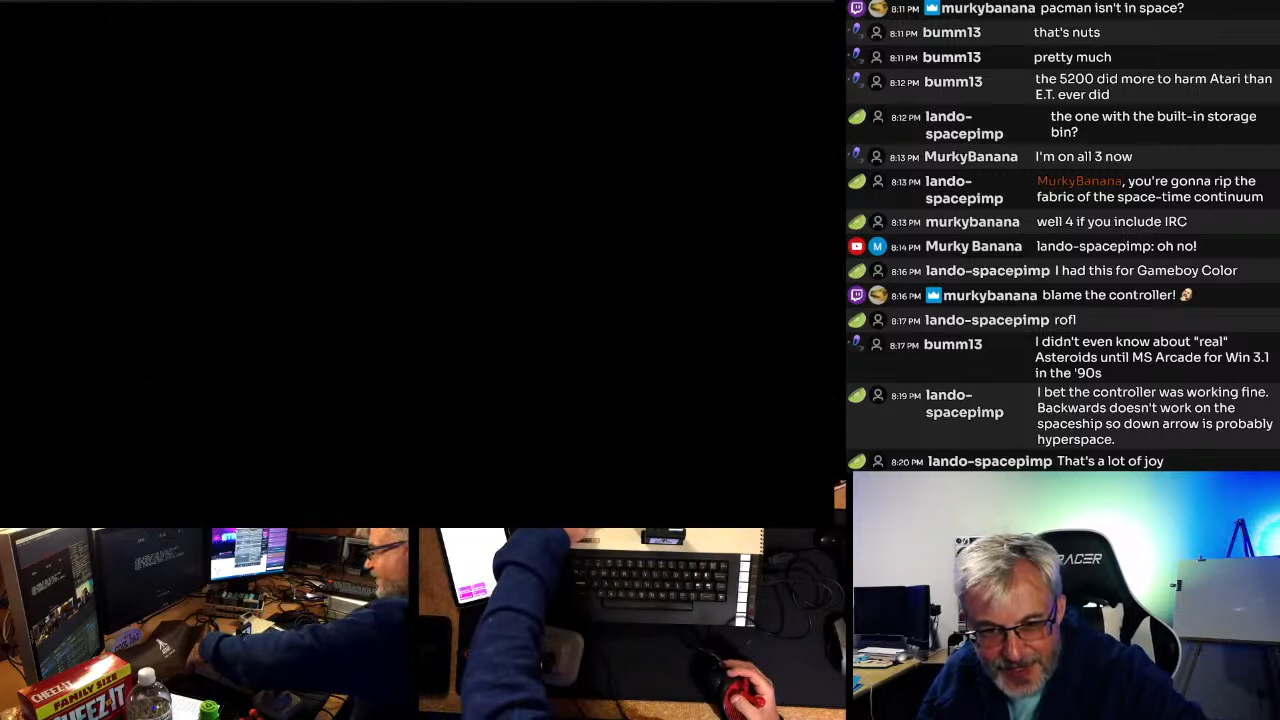 8:11 PM murkybanana pacman isn't in space?
8:11 PM bumm13 that's nuts
8:11 PM bumm13 pretty much
8:12 PM bumm13 the 5200 did more to harm Atari than
E.T. ever did
8:12 PM lando-spacepimp the one with the built-in storage
bin?
8:13 PM MurkyBanana I'm on all 3 now
8:13 PM lando-spacepimp MurkyBanana, you're gonna rip the
fabric of the space-time continuum
8:13 PM murkybanana well 4 if you include IRC
M 8:14 PM Murky Banana lando-spacepimp: oh no!
8:16 PM lando-spacepimp I had this for Gameboy Color
8:16 PM murkybanana blame the controller!
8:17 PM lando-spacepimp rofl
8:17 PM bumm13 I didn't even know about "real"
Asteroids until MS Arcade for Win 3.1
in the '90s
8:19 PM lando-spacepimp I bet the controller was working fine.
Backwards doesn't work on the
spaceship so down arrow is probably
hyperspace.
8:20 PM lando-spacepimp That's a lot of joy
RACER
CHEEZ-IT
FAMILY SIZE
CHEEZ-IT